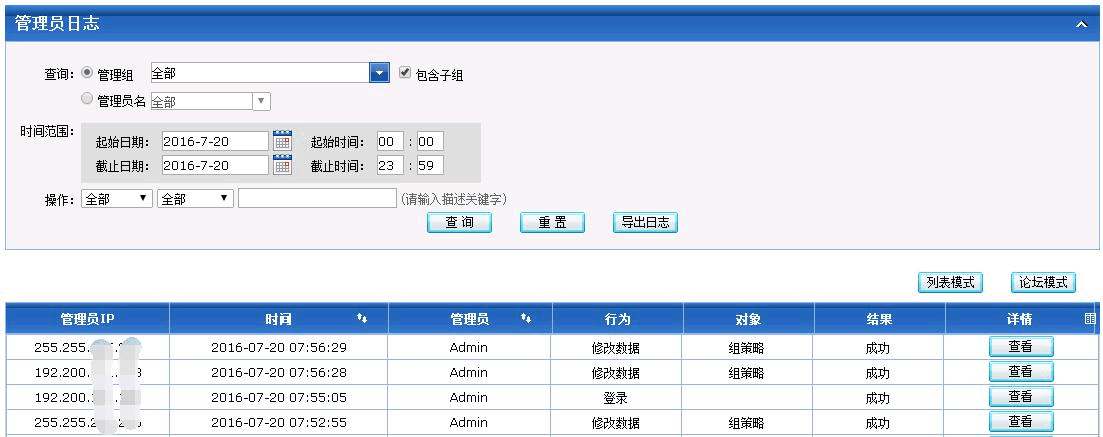 管理员日志
查询： 管理组 全部 包含子组
管理员名 全部
时间范围：
起始日期： 2016-7-20 起始时间： 00 : 00
截止日期： 2016-7-20 截止时间： 23 : 59
操作： 全部 全部 (请输入描述关键字)
查 询 重 置 导出日志
列表模式 论坛模式
管理员IP 时间 管理员 行为 对象 结果 详情
255.255. 2016-07-20 07:56:29 Admin 修改数据 组策略 成功 查看
192.200. 2016-07-20 07:56:28 Admin 修改数据 组策略 成功 查看
192.200. 2016-07-20 07:55:05 Admin 登录 成功 查看
255.255. 2016-07-20 07:52:55 Admin 修改数据 组策略 成功 查看